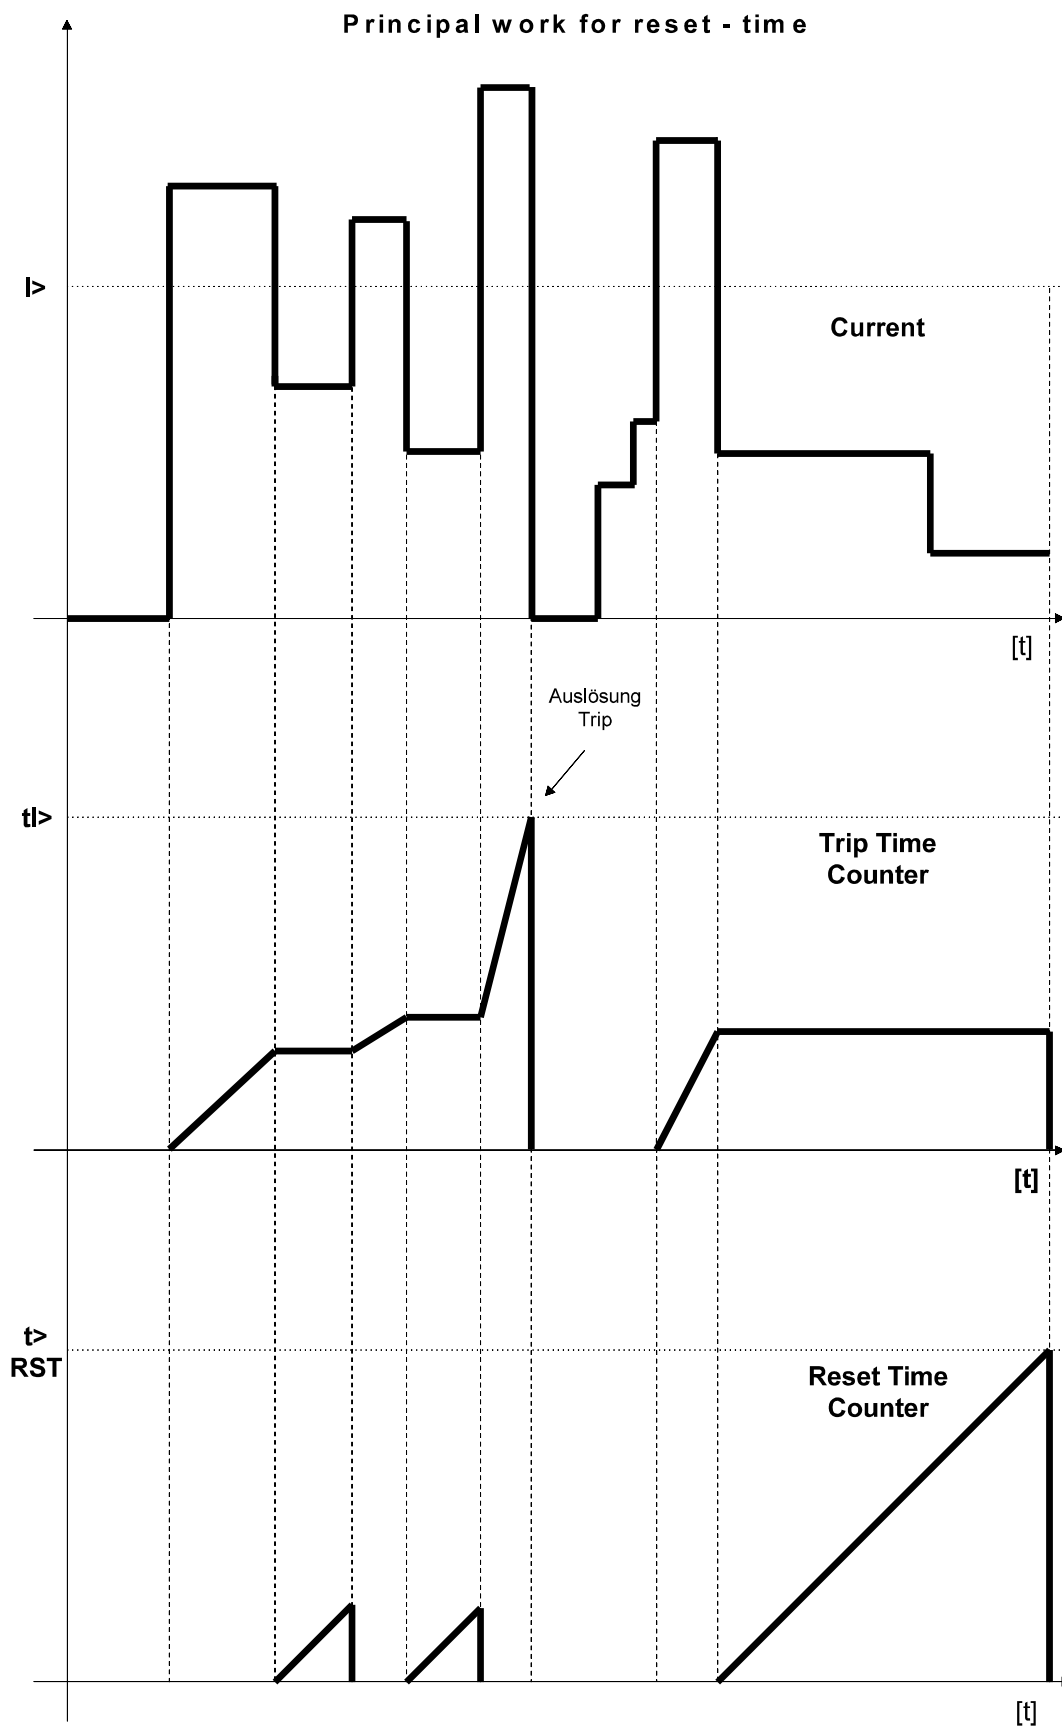 Principal work for reset - time
I>
Current
[t]
Auslösung
Trip
tI>
Trip Time
Counter
[t]
t>
RST
Reset Time
Counter
[t]